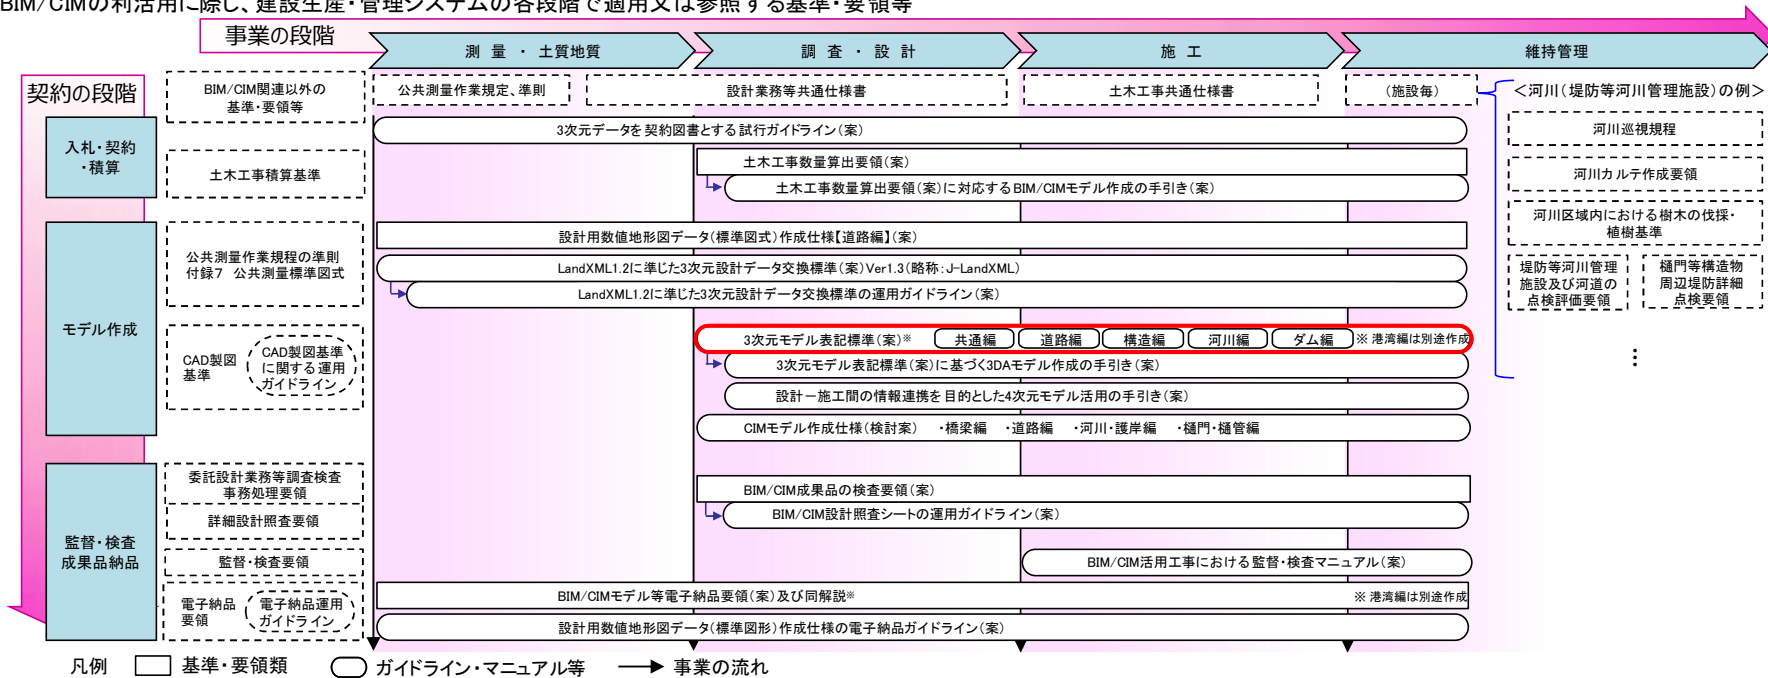 BIM/CIMの利活用に際し、建設生産・管理システムの各段階で適用又は参照する基準・要領等
事業の段階
測 量 ・ 土質地質
調 査 ・ 設 計
施 工
維持管理
契約の段階
BIM/CIM関連以外の
基準・要領等
公共測量作業規定、準則
設計業務等共通仕様書
土木工事共通仕様書
(施設毎)
<河川(堤防等河川管理施設)の例>
入札・契約
・積算
土木工事積算基準
3次元データを契約図書とする試行ガイドライン(案)
土木工事数量算出要領(案)
土木工事数量算出要領(案)に対応するBIM/CIMモデル作成の手引き(案)
河川巡視規程
河川カルテ作成要領
河川区域内における樹木の伐採・
植樹基準
堤防等河川管理
施設及び河道の
点検評価要領
樋門等構造物
周辺堤防詳細
点検要領
⋮
モデル作成
公共測量作業規程の準則
付録7 公共測量標準図式
CAD製図
基準
CAD製図基準
に関する運用
ガイドライン
設計用数値地形図データ(標準図式)作成仕様【道路編】(案)
LandXML1.2に準じた3次元設計データ交換標準(案)Ver1.3(略称:J-LandXML)
LandXML1.2に準じた3次元設計データ交換標準の運用ガイドライン(案)
3次元モデル表記標準(案)※ 共通編 道路編 構造編 河川編 ダム編 ※ 港湾編は別途作成
3次元モデル表記標準(案)に基づく3DAモデル作成の手引き(案)
設計-施工間の情報連携を目的とした4次元モデル活用の手引き(案)
CIMモデル作成仕様(検討案) ・橋梁編 ・道路編 ・河川・護岸編 ・樋門・樋管編
監督・検査
成果品納品
委託設計業務等調査検査
事務処理要領
詳細設計照査要領
監督・検査要領
電子納品
要領
電子納品運用
ガイドライン
BIM/CIM成果品の検査要領(案)
BIM/CIM設計照査シートの運用ガイドライン(案)
BIM/CIM活用工事における監督・検査マニュアル(案)
BIM/CIMモデル等電子納品要領(案)及び同解説※ ※ 港湾編は別途作成
設計用数値地形図データ(標準図形)作成仕様の電子納品ガイドライン(案)
凡例 基準・要領類 ガイドライン・マニュアル等 事業の流れ